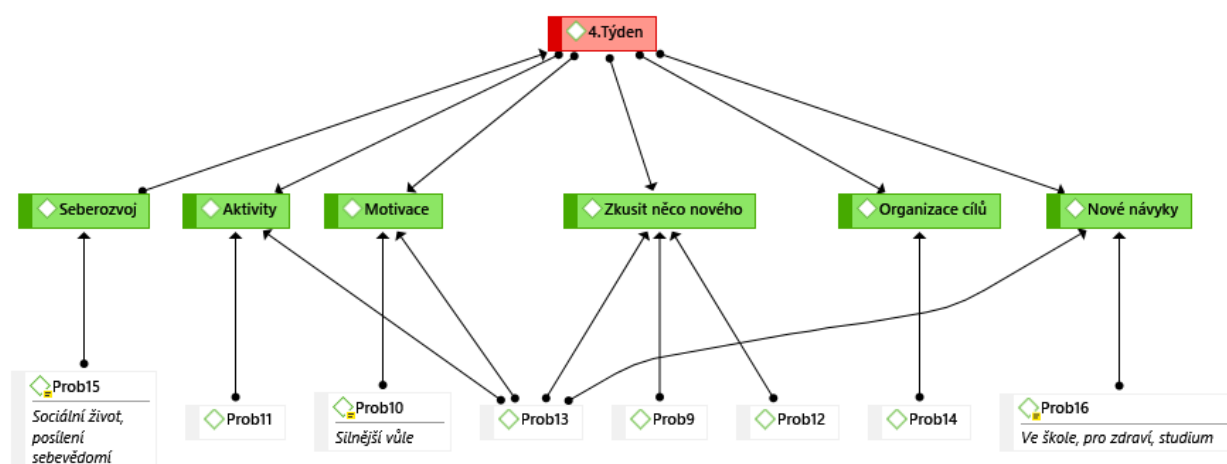 4.Týden
Seberozvoj
Aktivity
Motivace
Zkusit něco nového
Organizace cílů
Nové návyky
Prob15
Sociální život,
posílení
sebevědomí
Prob11
Prob10
Silnější vůle
Prob13
Prob9
Prob12
Prob14
Prob16
Ve škole, pro zdraví, studium